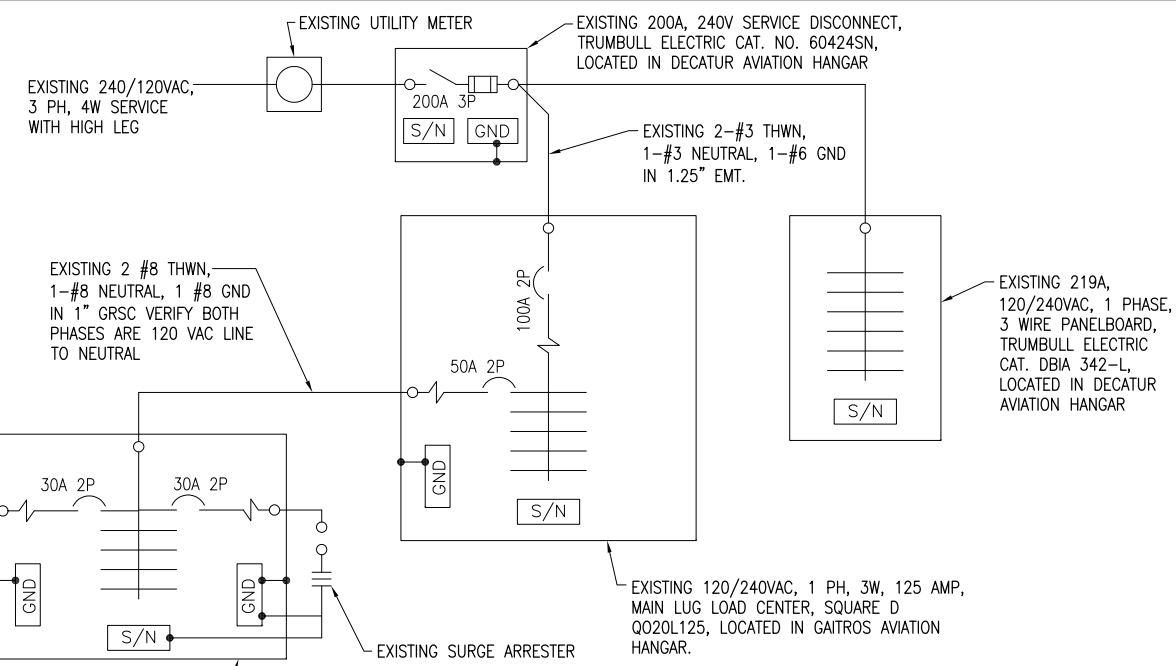 EXISTING UTILITY METER
EXISTING 200A, 240V SERVICE DISCONNECT,
TRUMBULL ELECTRIC CAT. NO. 60424SN,
LOCATED IN DECATUR AVIATION HANGAR
EXISTING 240/120VAC,
3 PH, 4W SERVICE
WITH HIGH LEG
200A 3P
S/N
GND
EXISTING 2-#3 THWN,
1-#3 NEUTRAL, 1-#6 GND
IN 1.25" EMT.
EXISTING 2 #8 THWN,
1-#8 NEUTRAL, 1 #8 GND
IN 1" GRSC VERIFY BOTH
PHASES ARE 120 VAC LINE
TO NEUTRAL
100A 2P
50A 2P
GND
S/N
EXISTING 219A,
120/240VAC, 1 PHASE,
3 WIRE PANELBOARD,
TRUMBULL ELECTRIC
CAT. DBIA 342-L,
LOCATED IN DECATUR
AVIATION HANGAR
S/N
30A 2P
30A 2P
GND
GND
S/N
EXISTING 120/240VAC, 1 PH, 3W, 125 AMP,
MAIN LUG LOAD CENTER, SQUARE D
QO20L125, LOCATED IN GAITROS AVIATION
HANGAR.
EXISTING SURGE ARRESTER